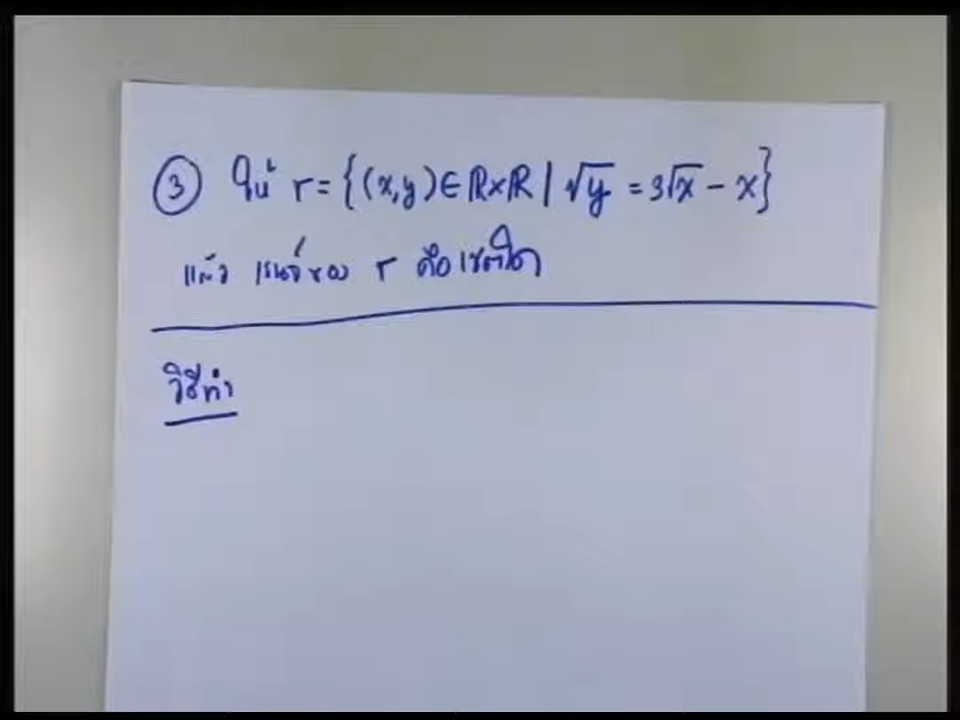 ③ ให้ r = {(x,y) ∈ ℝ×ℝ | √y = 3√x − x}
แล้ว เรนจ์ของ r คือเซตใด
วิธีทำ